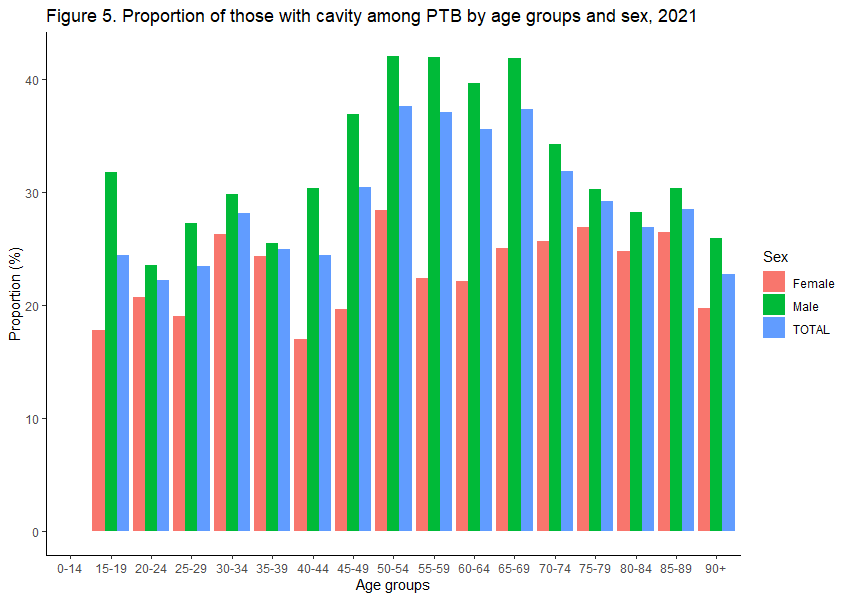 Figure 5. Proportion of those with cavity among PTB by age groups and sex, 2021
40
30
20
10
0
Proportion (%)
0-14 15-19 20-24 25-29 30-34 35-39 40-44 45-49 50-54 55-59 60-64 65-69 70-74 75-79 80-84 85-89 90+
Age groups
Sex
Female
Male
TOTAL